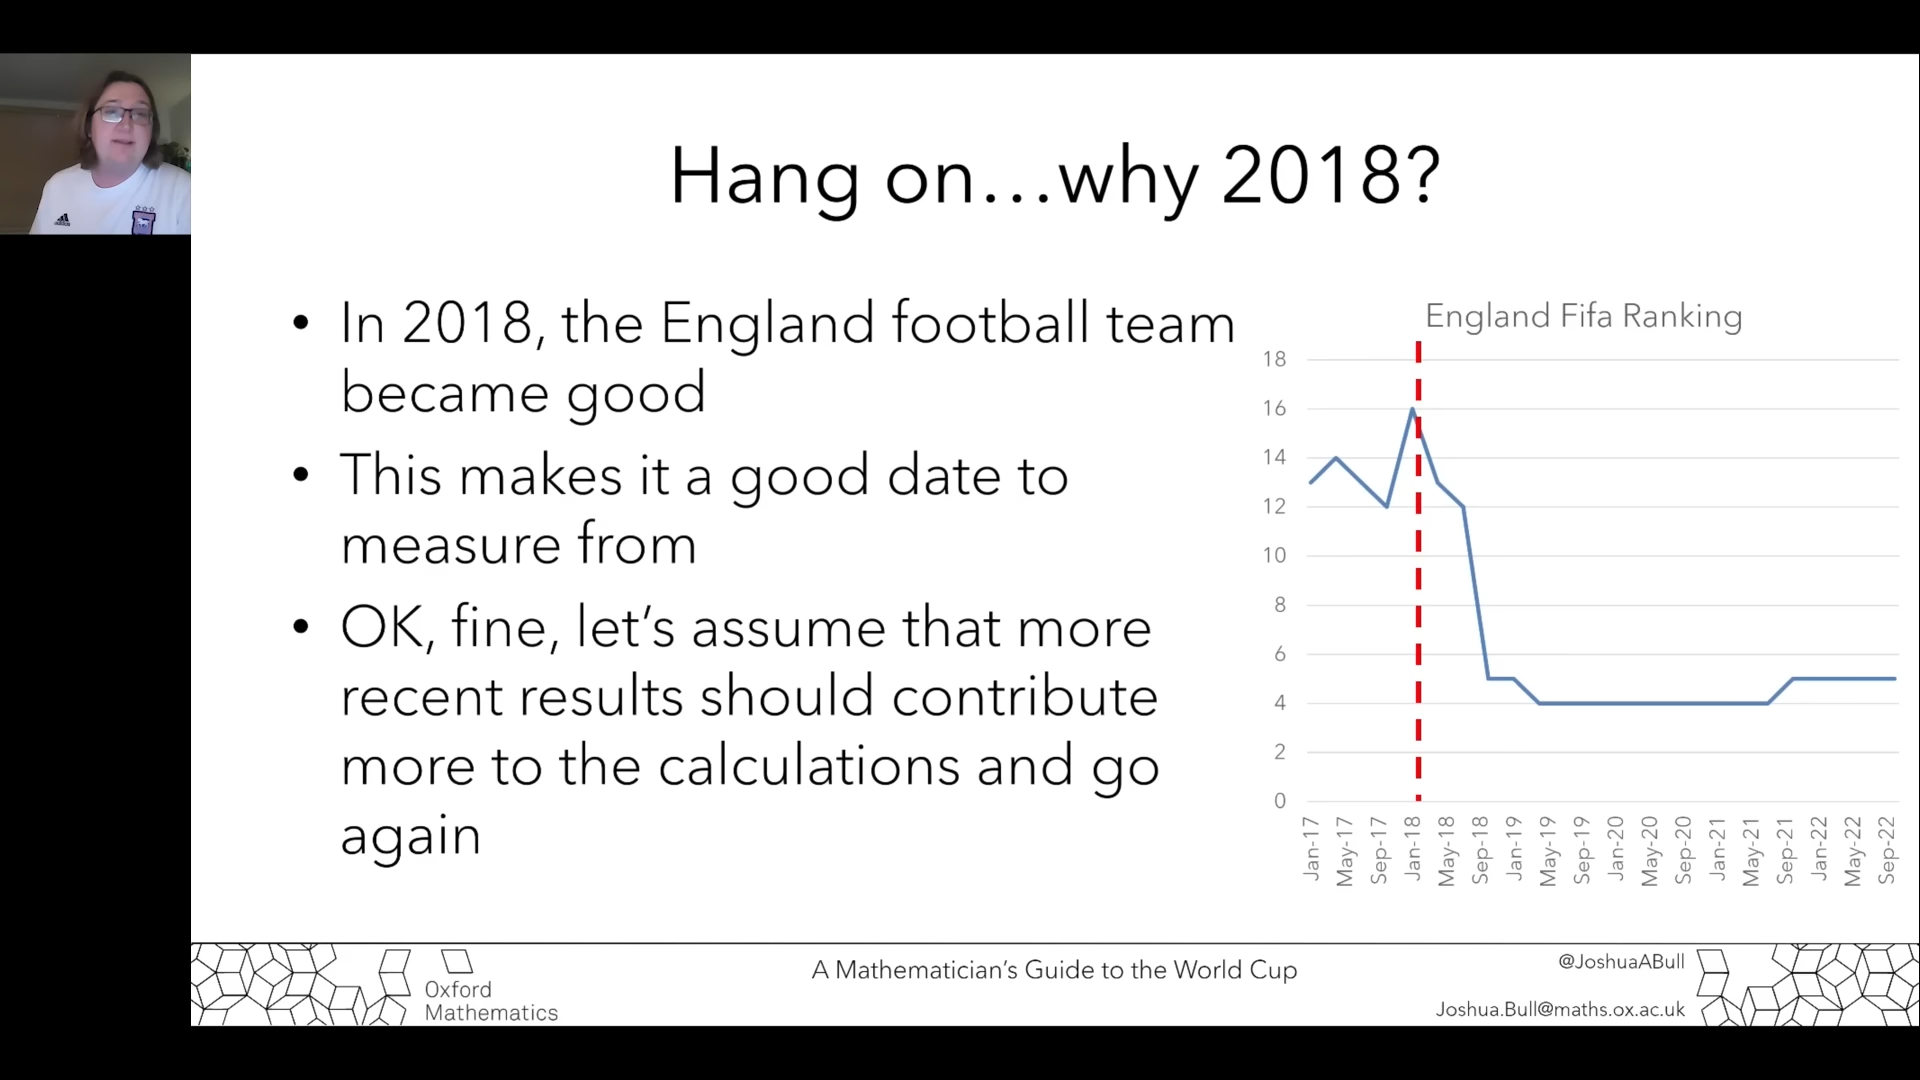 Hang on…why 2018?
• In 2018, the England football team
became good
• This makes it a good date to
measure from
• OK, fine, let’s assume that more
recent results should contribute
more to the calculations and go
again
England Fifa Ranking
18
16
14
12
10
8
6
4
2
0
Jan-17
May-17
Sep-17
Jan-18
May-18
Sep-18
Jan-19
May-19
Sep-19
Jan-20
May-20
Sep-20
Jan-21
May-21
Sep-21
Jan-22
May-22
Sep-22
Oxford
Mathematics
A Mathematician’s Guide to the World Cup
@JoshuaABull
Joshua.Bull@maths.ox.ac.uk